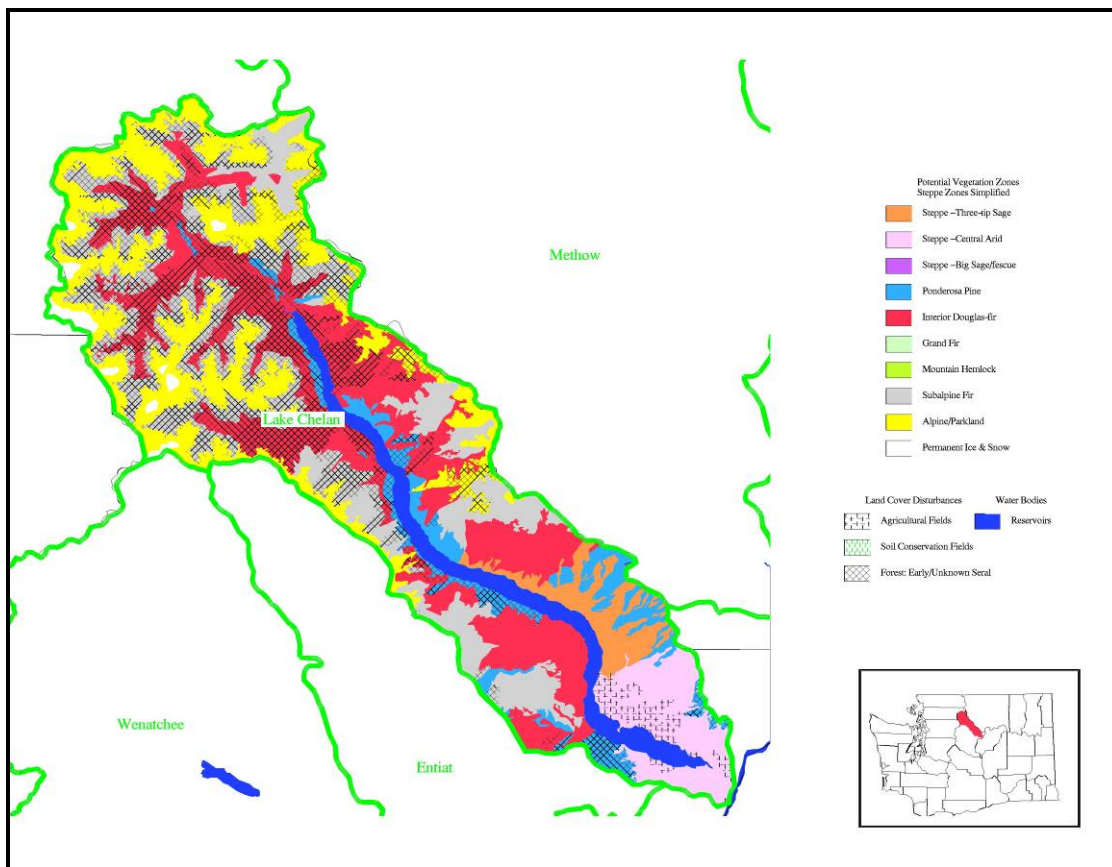 Methow
Lake Chelan
Wenatchee
Entiat
Potential Vegetation Zones
Steppe Zones Simplified
Steppe –Three-tip Sage
Steppe –Central Arid
Steppe –Big Sage/fescue
Ponderosa Pine
Interior Douglas-fir
Grand Fir
Mountain Hemlock
Subalpine Fir
Alpine/Parkland
Permanent Ice & Snow
Land Cover Disturbances
Water Bodies
Agricultural Fields
Reservoirs
Soil Conservation Fields
Forest: Early/Unknown Seral